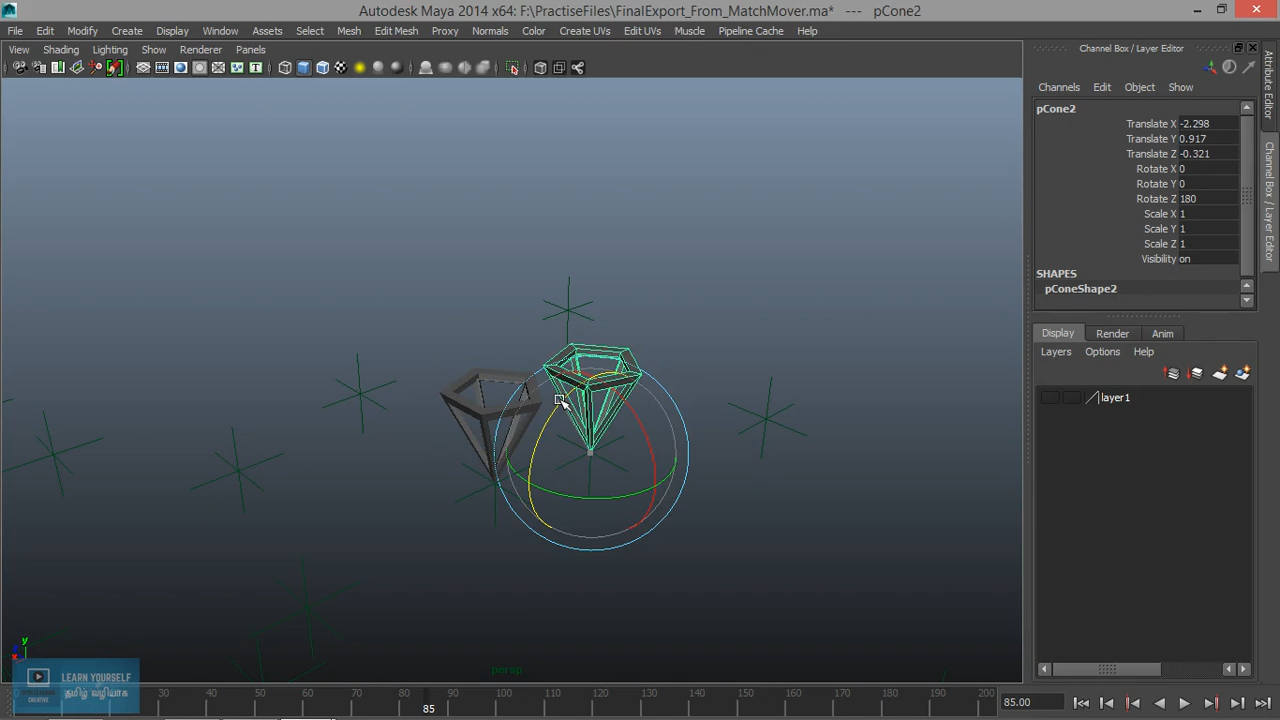 Autodesk Maya 2014 x64: F:\PractiseFiles\FinalExport_From_MatchMover.ma* --- pCone2
File Edit Modify Create Display Window Assets Select Mesh Edit Mesh Proxy Normals Color Create UVs Edit UVs Muscle Pipeline Cache Help
View Shading Lighting Show Renderer Panels
Channel Box / Layer Editor
Channels Edit Object Show
pCone2
Translate X -2.298
Translate Y 0.917
Translate Z -0.321
Rotate X 0
Rotate Y 0
Rotate Z 180
Scale X 1
Scale Y 1
Scale Z 1
Visibility on
SHAPES
pConeShape2
Display Render Anim
Layers Options Help
layer1
Attribute Editor
Channel Box / Layer Editor
persp
y
x
LEARN YOURSELF
தமிழ் வழியாக
CREATIVE
0 30 40 50 60 70 80 85 90 100 110 120 130 140 150 160 170 180 190 200
85.00